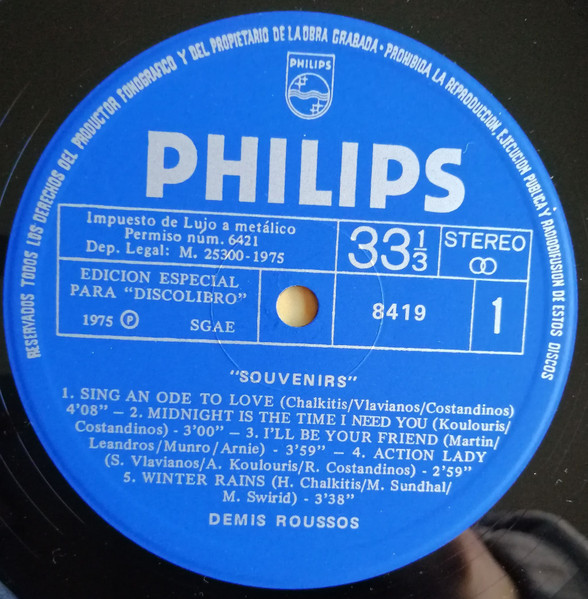 RESERVADOS TODOS LOS DERECHOS DEL PRODUCTOR FONOGRAFICO Y DEL PROPIETARIO DE LA OBRA GRABADA · PROHIBIDA LA REPRODUCCION, EJECUCION PUBLICA Y RADIODIFUSION DE ESTOS DISCOS
PHILIPS
PHILIPS
Impuesto de Lujo a metálico
Permiso núm. 6421
Dep. Legal: M. 25300-1975
33 1/3
STEREO
EDICION ESPECIAL
PARA "DISCOLIBRO"
1975 Ⓟ SGAE
8419
1
"SOUVENIRS"
1. SING AN ODE TO LOVE (Chalkitis/Vlavianos/Costandinos)
4'08" – 2. MIDNIGHT IS THE TIME I NEED YOU (Koulouris/
Costandinos) - 3'00" – 3. I'LL BE YOUR FRIEND (Martin/
Leandros/Munro/Arnie) - 3'59" – 4. ACTION LADY
(S. Vlavianos/A. Koulouris/R. Costandinos) - 2'59"
5. WINTER RAINS (H. Chalkitis/M. Sundhal/
M. Swirid) - 3'38"
DEMIS ROUSSOS